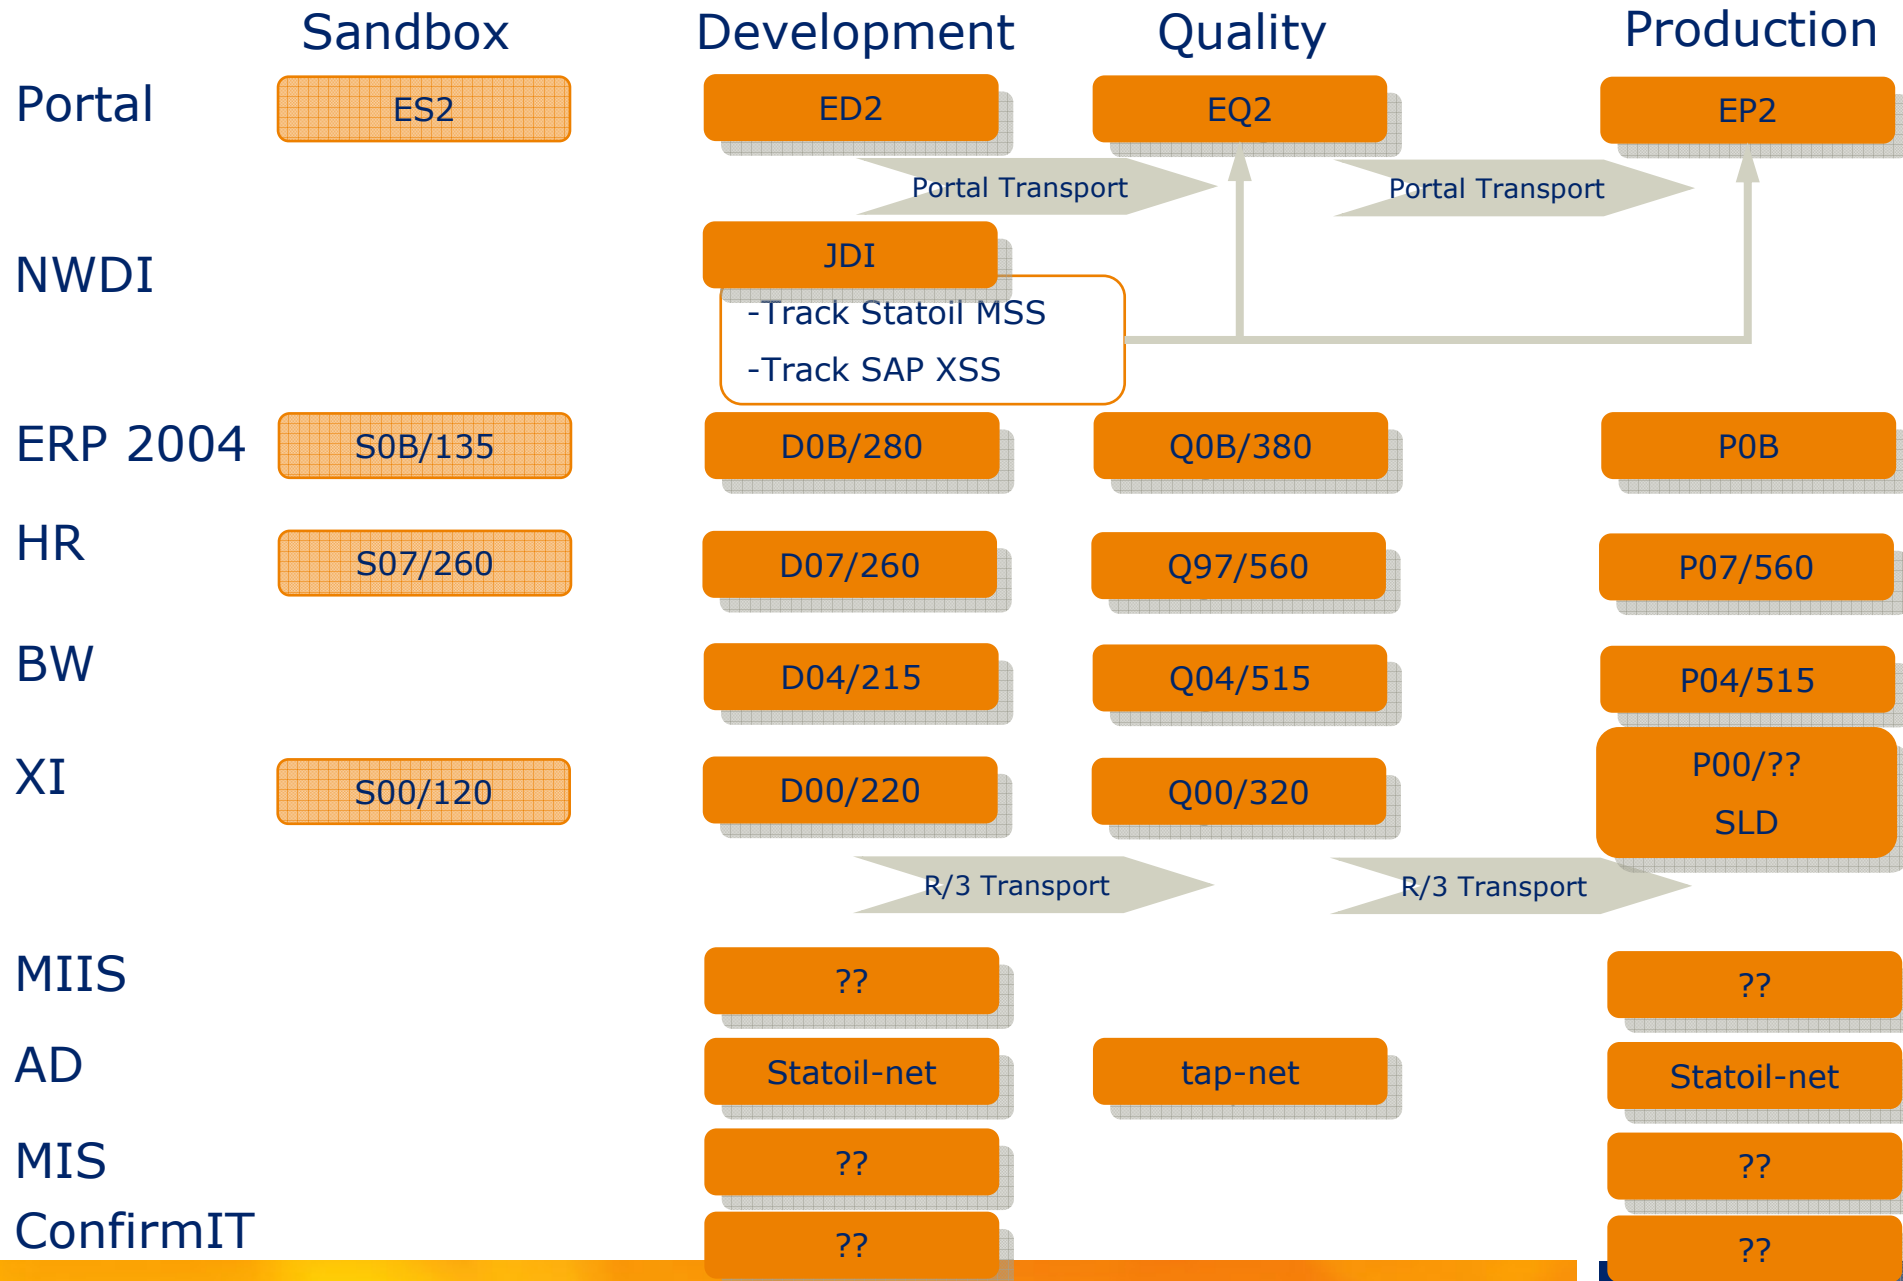 Sandbox Development Quality Production
Portal ES2 ED2 EQ2 EP2
Portal Transport Portal Transport
NWDI JDI
-Track Statoil MSS
-Track SAP XSS
ERP 2004 S0B/135 D0B/280 Q0B/380 P0B
HR S07/260 D07/260 Q97/560 P07/560
BW D04/215 Q04/515 P04/515
XI S00/120 D00/220 Q00/320 P00/??
SLD
R/3 Transport R/3 Transport
MIIS ?? ??
AD Statoil-net tap-net Statoil-net
MIS ?? ??
ConfirmIT ?? ??